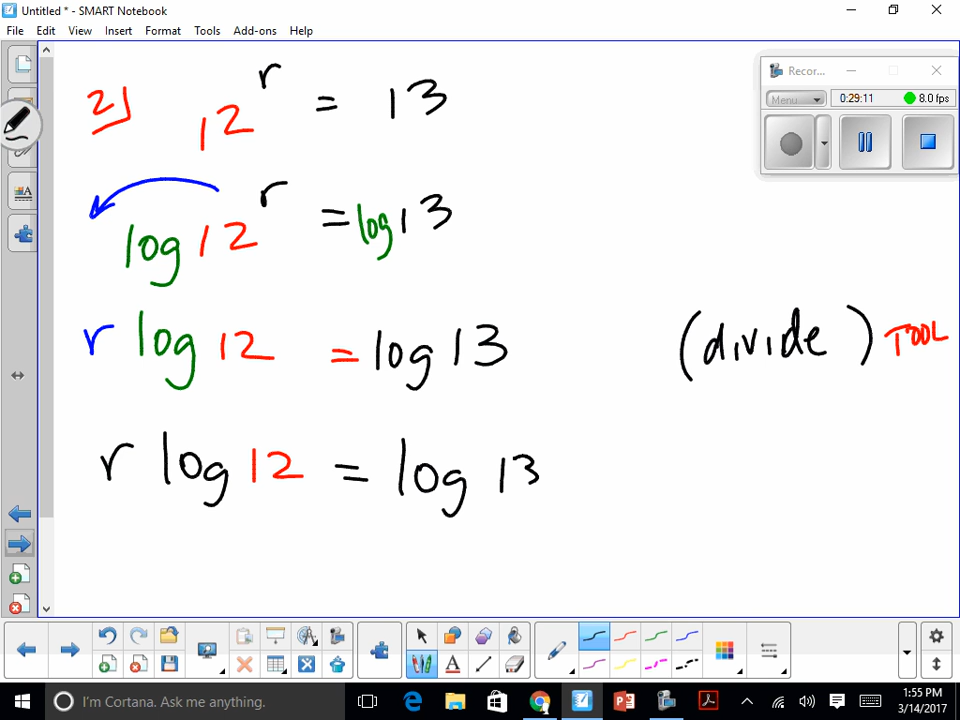 Untitled * - SMART Notebook
File Edit View Insert Format Tools Add-ons Help
Recor...
Menu 0:29:11 8.0 fps
21) 12^r = 13
log 12^r = log 13
r log 12 = log 13 (divide) TOOL
r log 12 = log 13
I'm Cortana. Ask me anything.
1:55 PM
3/14/2017